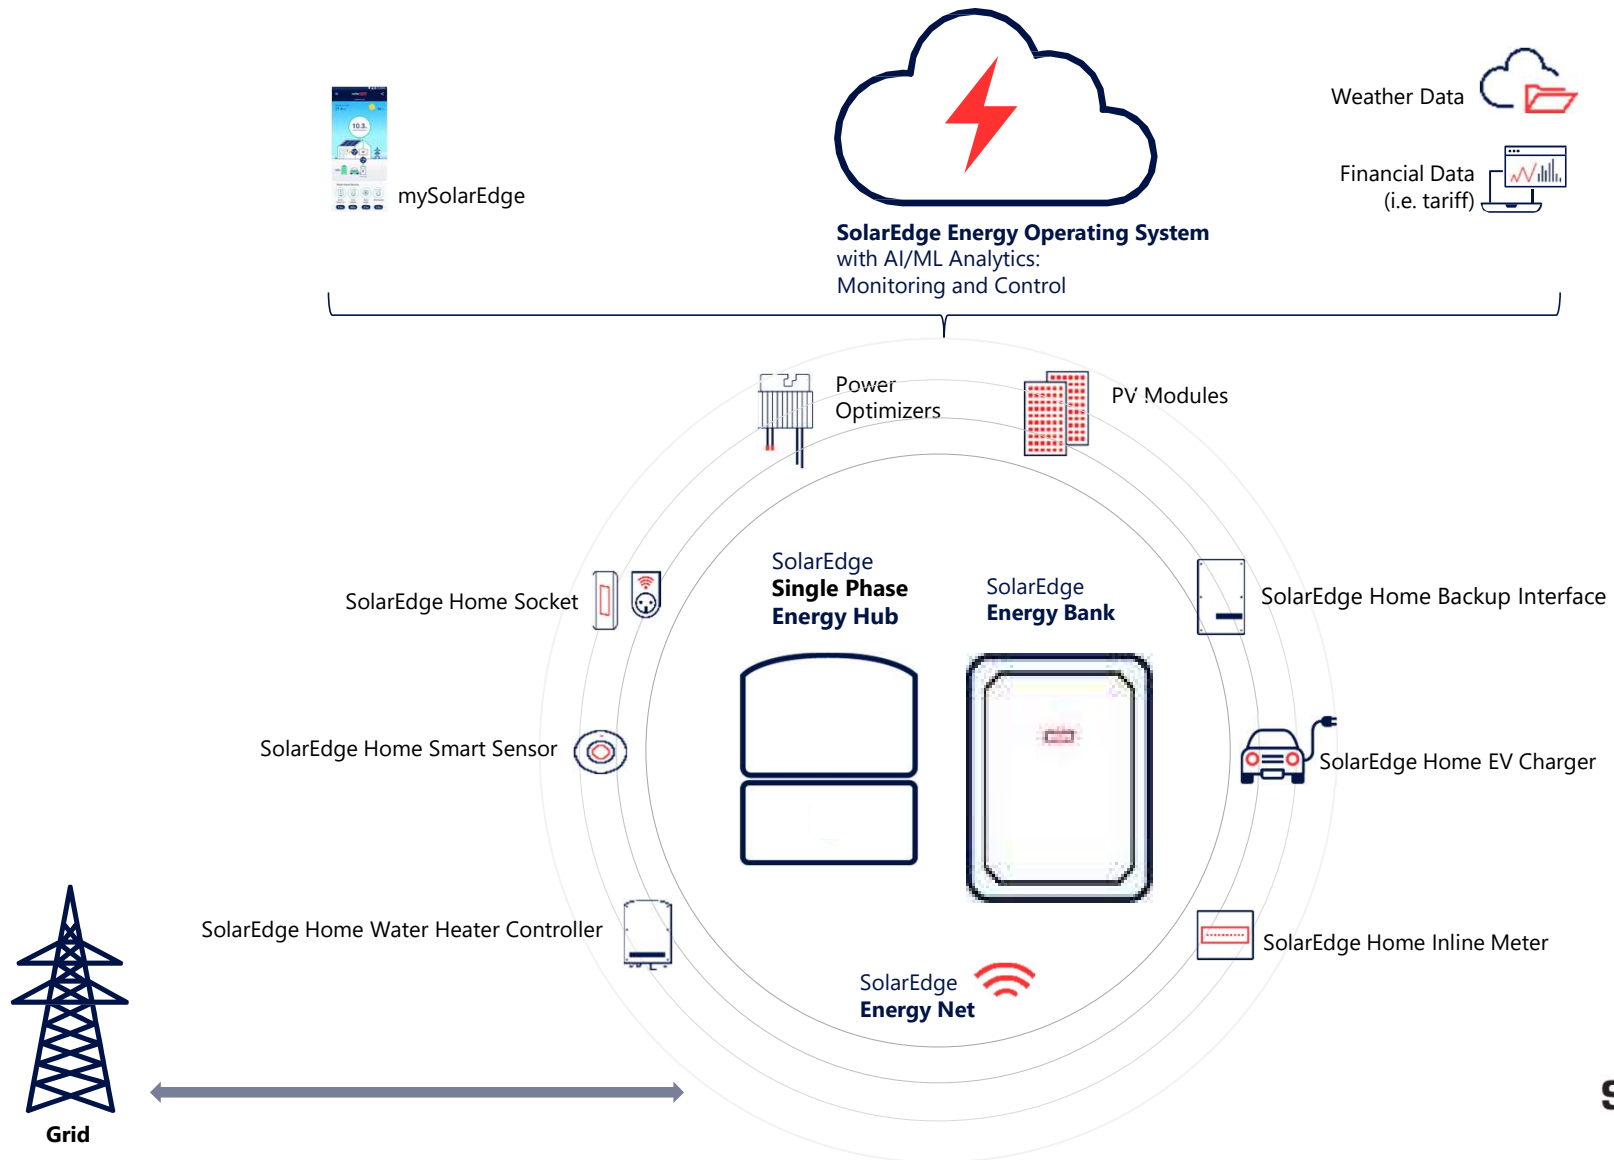 mySolarEdge
SolarEdge Energy Operating System
with AI/ML Analytics:
Monitoring and Control
Weather Data
Financial Data
(i.e. tariff)
Power
Optimizers
PV Modules
SolarEdge
Single Phase
Energy Hub
SolarEdge
Energy Bank
SolarEdge Home Socket
SolarEdge Home Backup Interface
SolarEdge Home Smart Sensor
SolarEdge Home EV Charger
SolarEdge Home Water Heater Controller
SolarEdge Home Inline Meter
SolarEdge
Energy Net
Grid
10.3
S